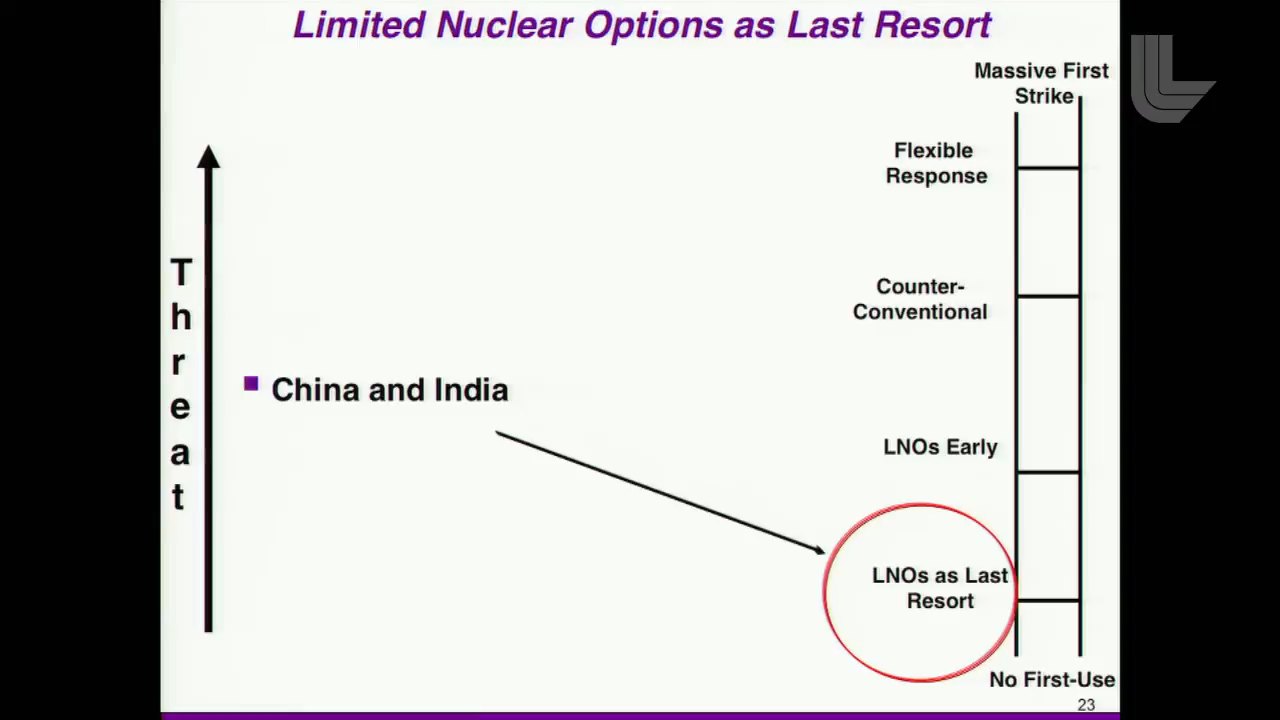 Limited Nuclear Options as Last Resort
Massive First
Strike
Flexible
Response
Threat
Counter-
Conventional
China and India
LNOs Early
LNOs as Last
Resort
No First-Use
23